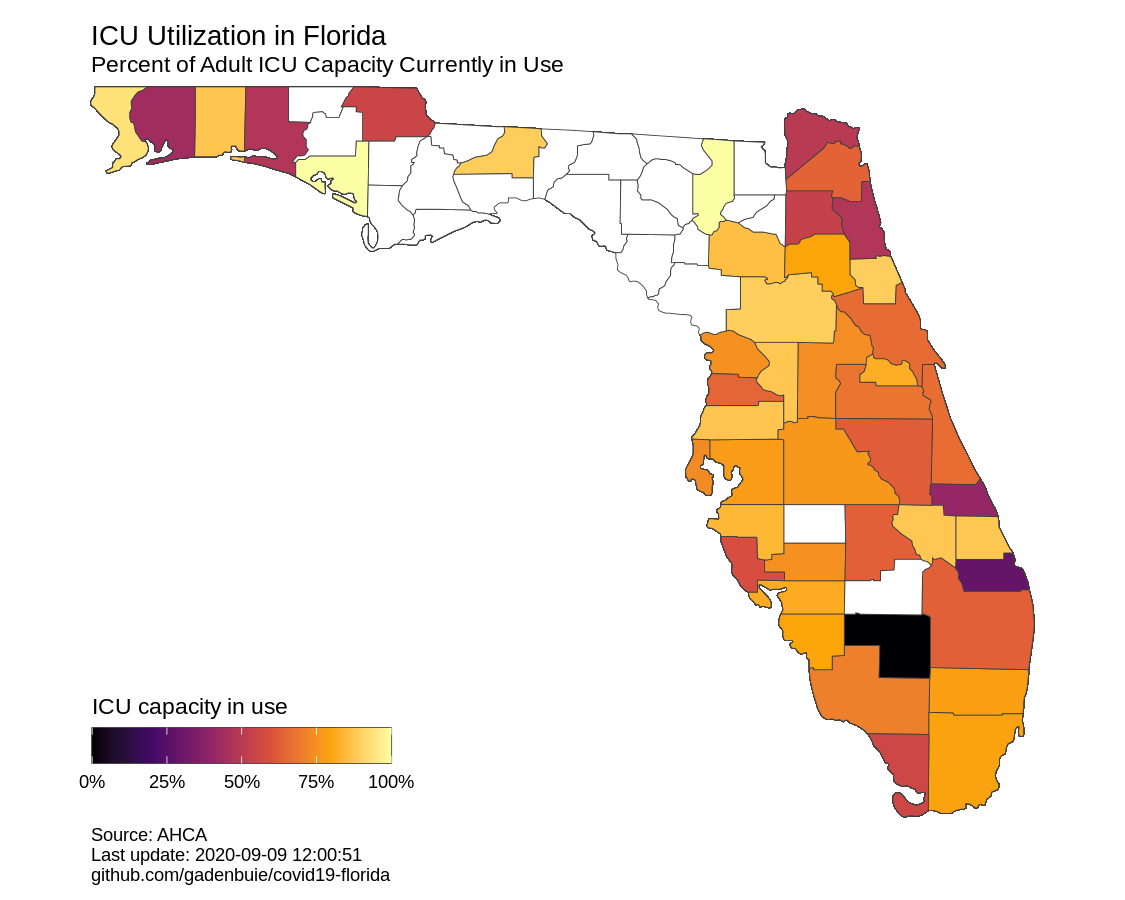 ICU Utilization in Florida
Percent of Adult ICU Capacity Currently in Use
ICU capacity in use
0% 25% 50% 75% 100%
Source: AHCA
Last update: 2020-09-09 12:00:51
github.com/gadenbuie/covid19-florida